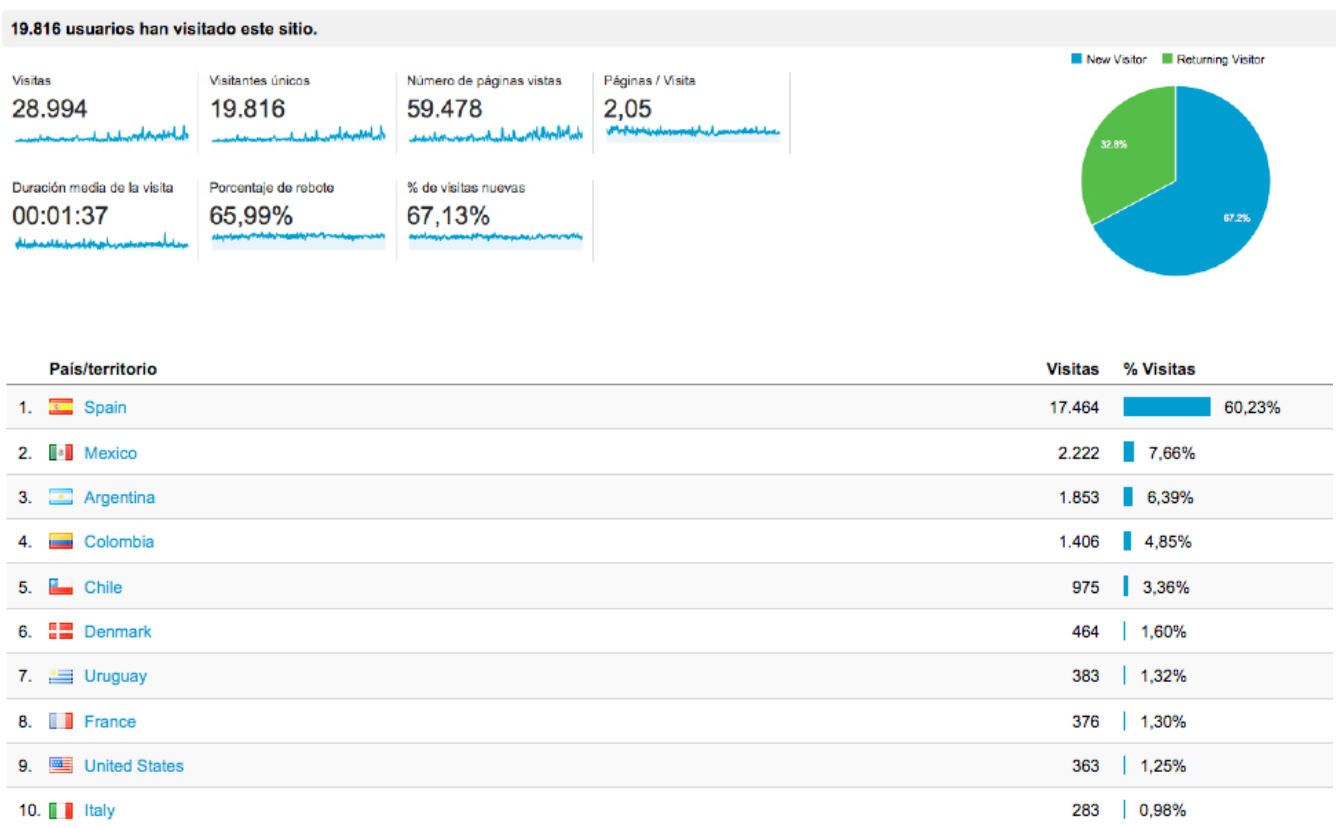 19.816 usuarios han visitado este sitio.
New Visitor Returning Visitor
Visitas Visitantes únicos Número de páginas vistas Páginas / Visita
28.994 19.816 59.478 2,05
32.8%
67.2%
Duración media de la visita Porcentaje de rebote % de visitas nuevas
00:01:37 65,99% 67,13%
País/territorio Visitas % Visitas
1. Spain 17.464 60,23%
2. Mexico 2.222 7,66%
3. Argentina 1.853 6,39%
4. Colombia 1.406 4,85%
5. Chile 975 3,36%
6. Denmark 464 1,60%
7. Uruguay 383 1,32%
8. France 376 1,30%
9. United States 363 1,25%
10. Italy 283 0,98%